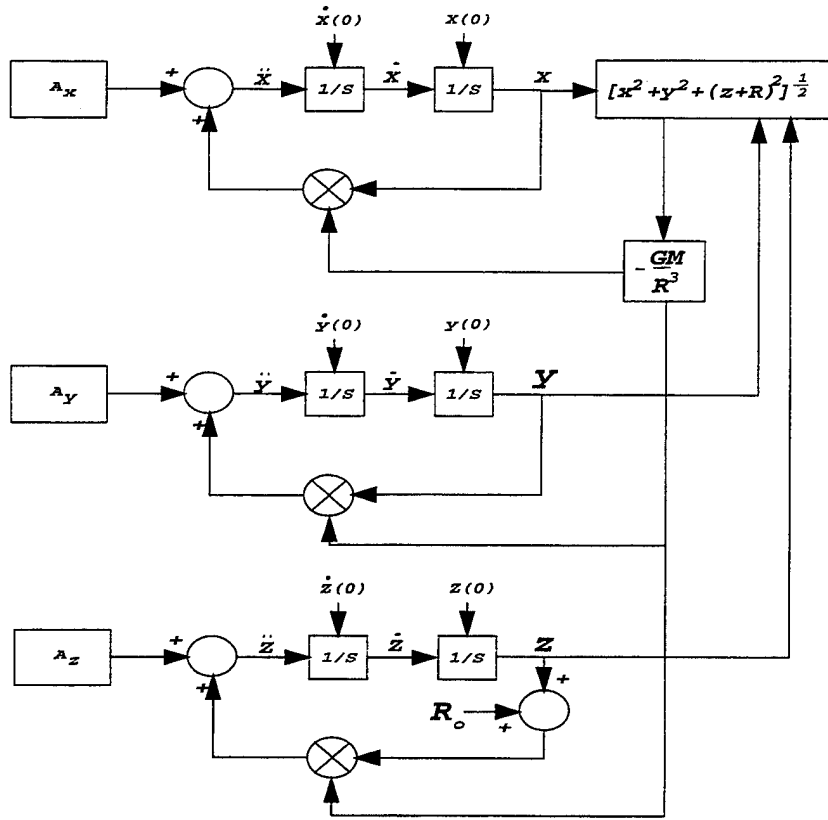 ẋ(0) x(0)
A_x + ẍ 1/S ẋ 1/S x [x² + y² + (z+R)²]^{1/2}
+
- GM
R³
ẏ(0) y(0)
A_y + ÿ 1/S ẏ 1/S y
+
ż(0) z(0)
A_z + z̈ 1/S ż 1/S z
+ +
R_o +